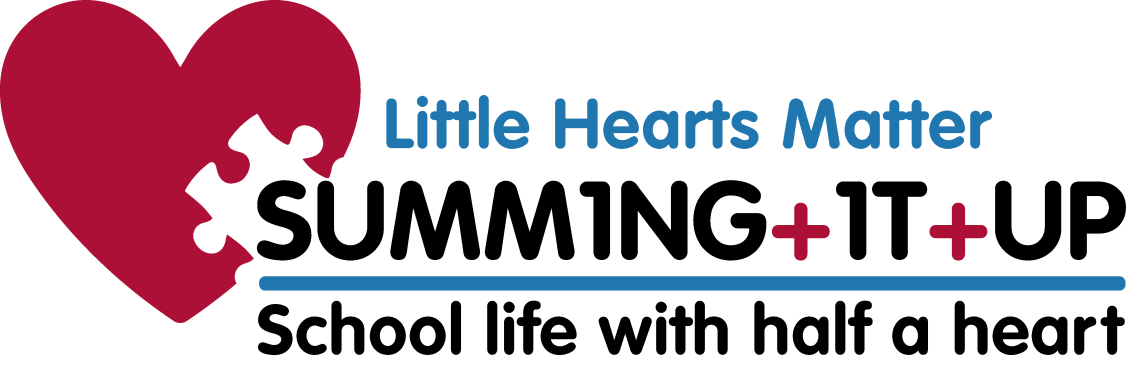 Little Hearts Matter
SUMM1NG+1T+UP
School life with half a heart